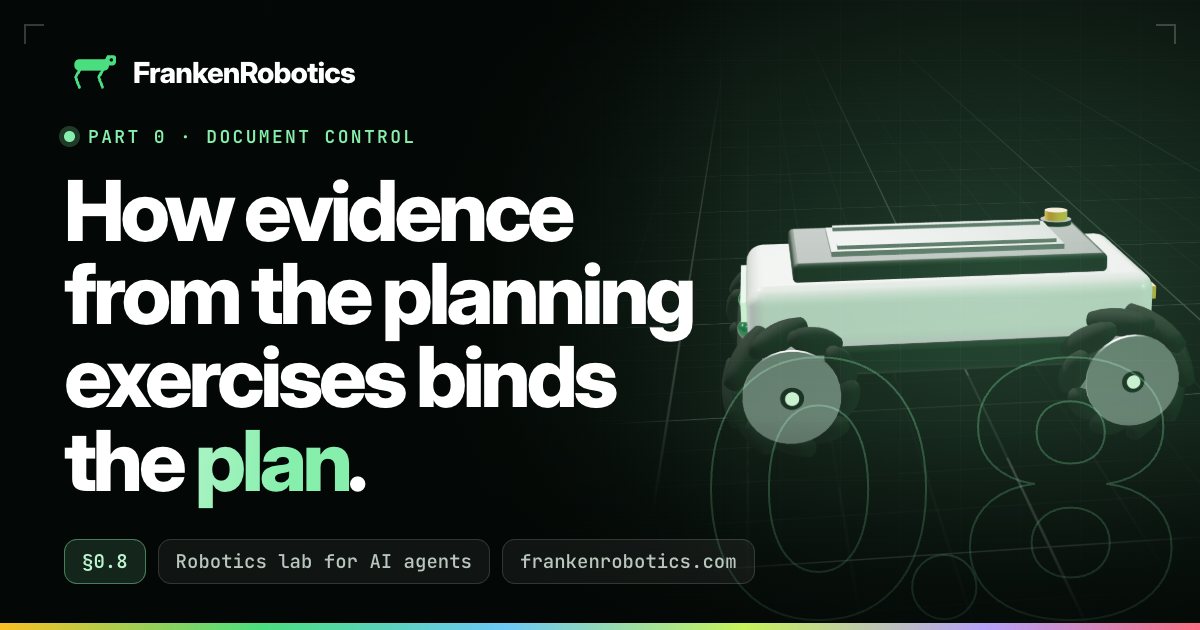 FrankenRobotics
PART 0 · DOCUMENT CONTROL
How evidence
from the planning
exercises binds
the plan.
§0.8
Robotics lab for AI agents
frankenrobotics.com
0.8